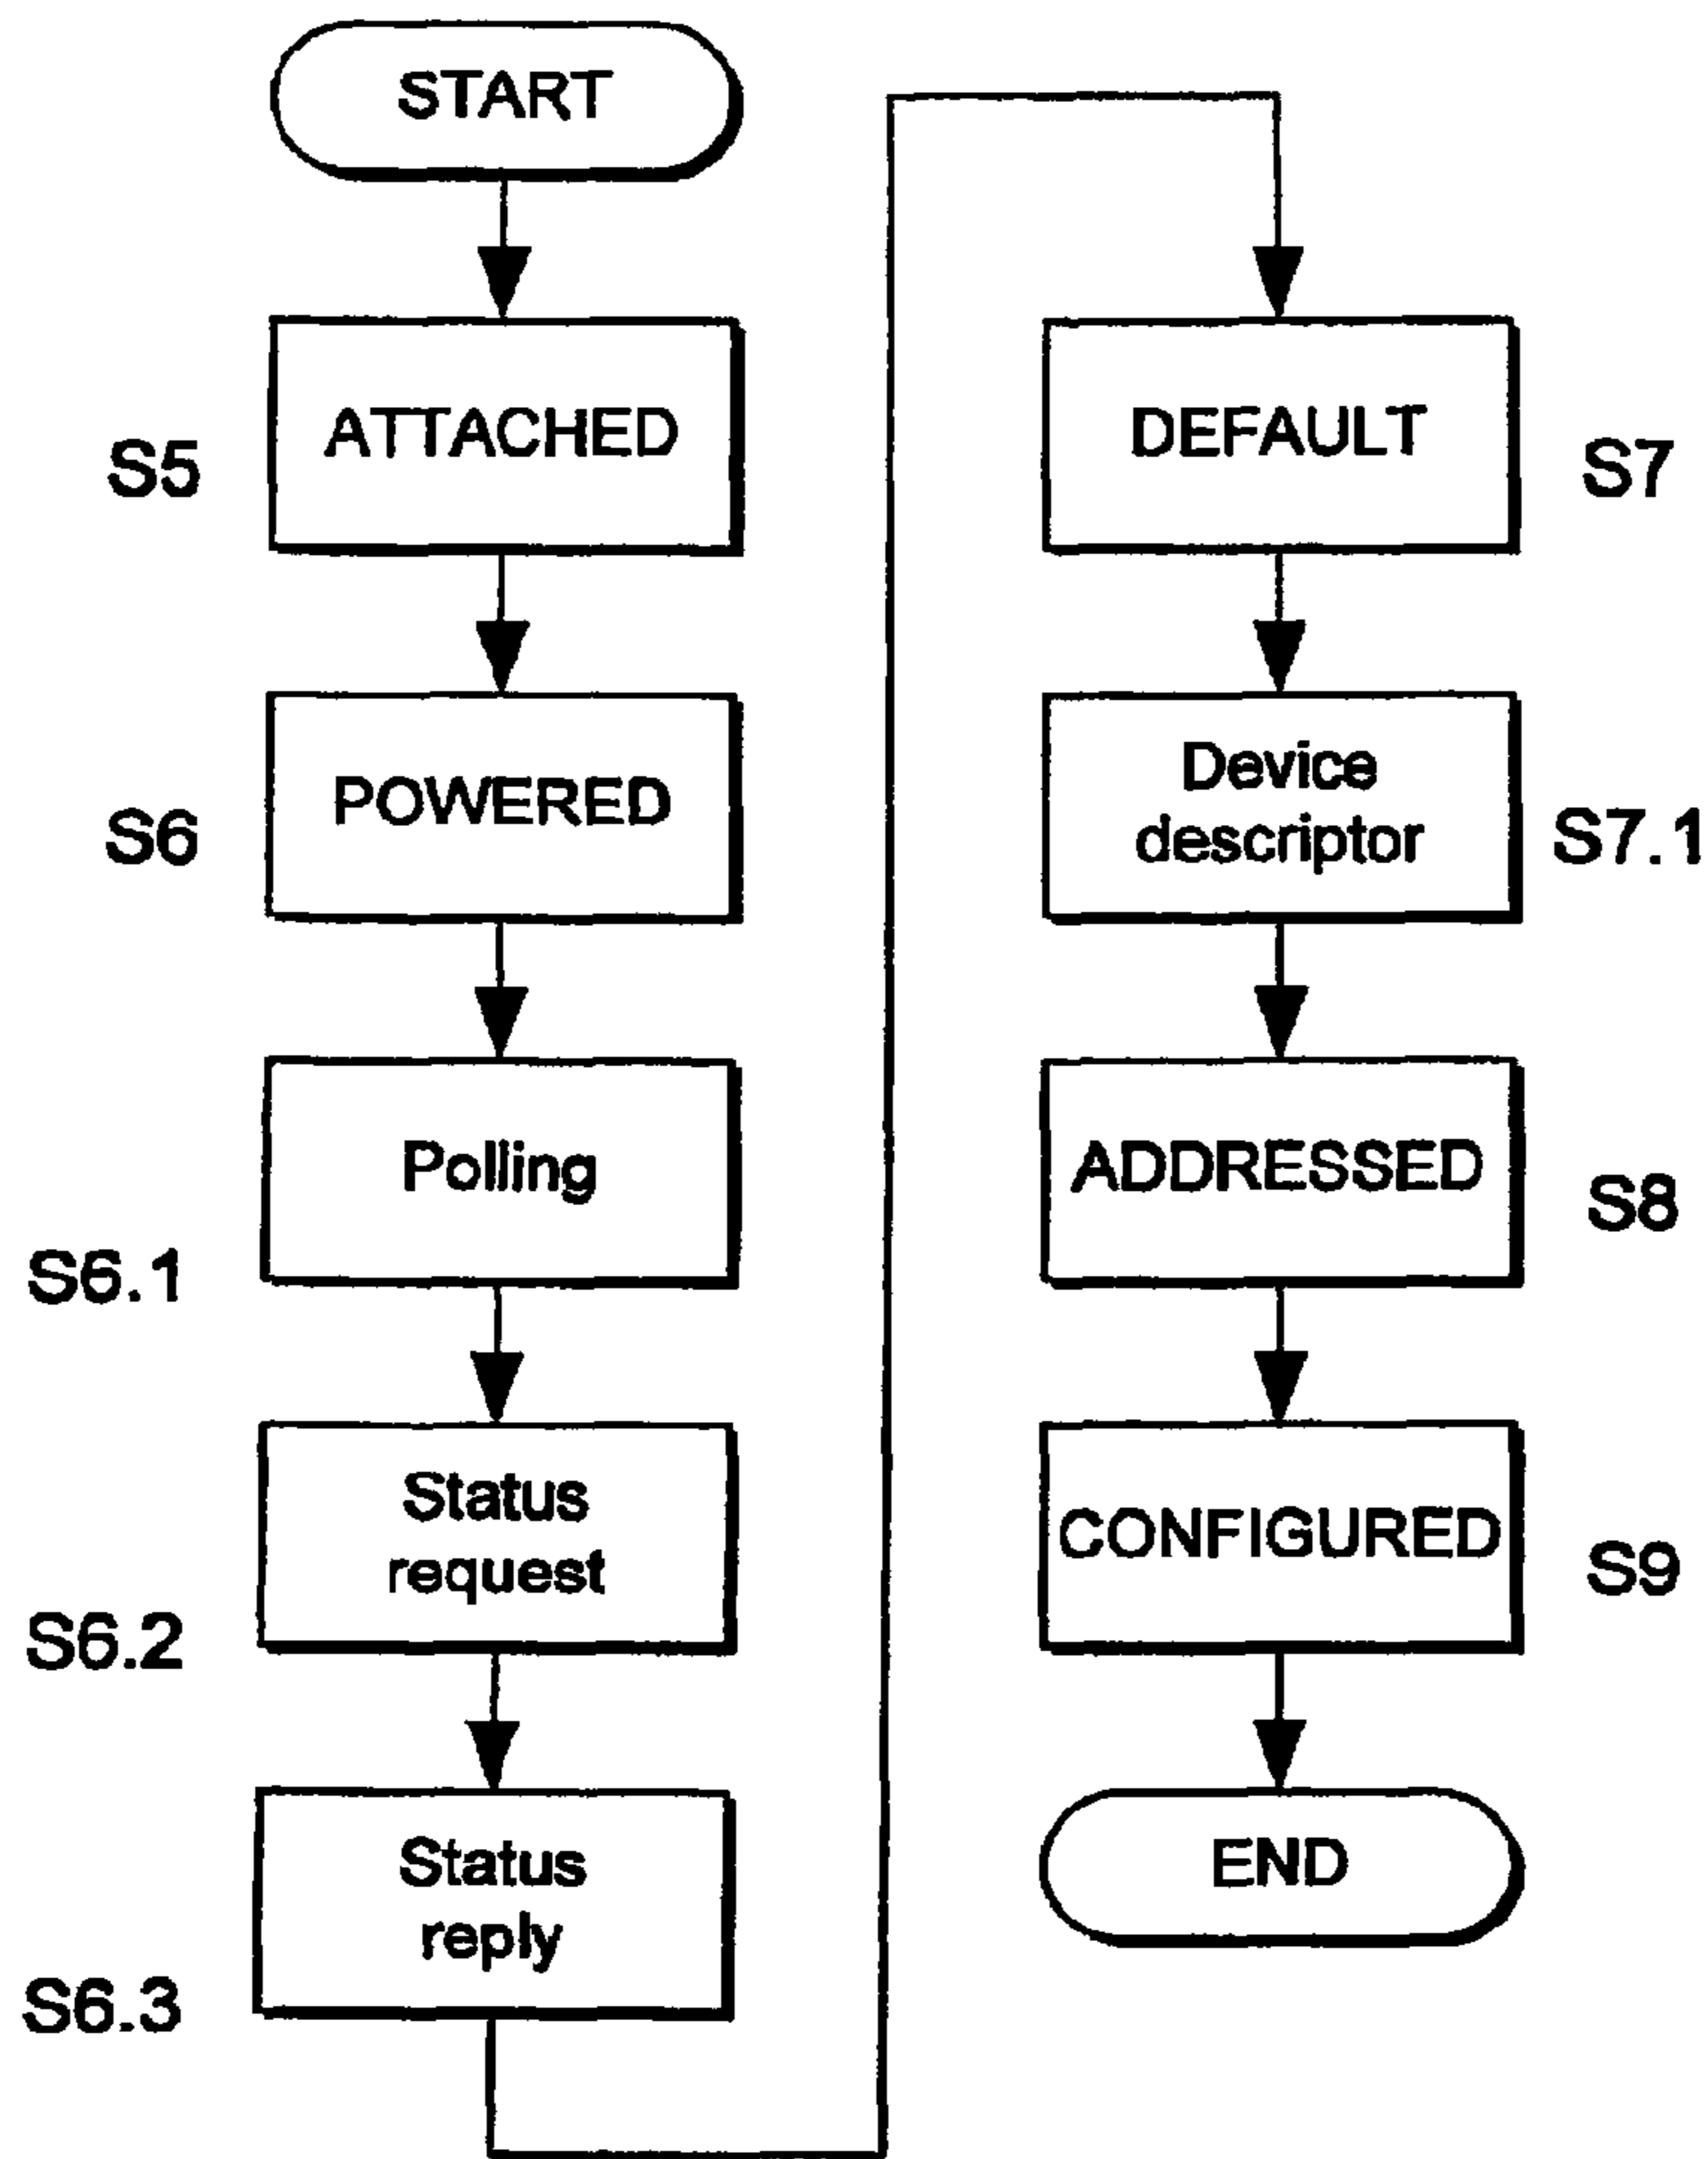 START
ATTACHED
S5
POWERED
S6
Polling
S6.1
Status
request
S6.2
Status
reply
S6.3
DEFAULT
S7
Device
descriptor
S7.1
ADDRESSED
S8
CONFIGURED
S9
END